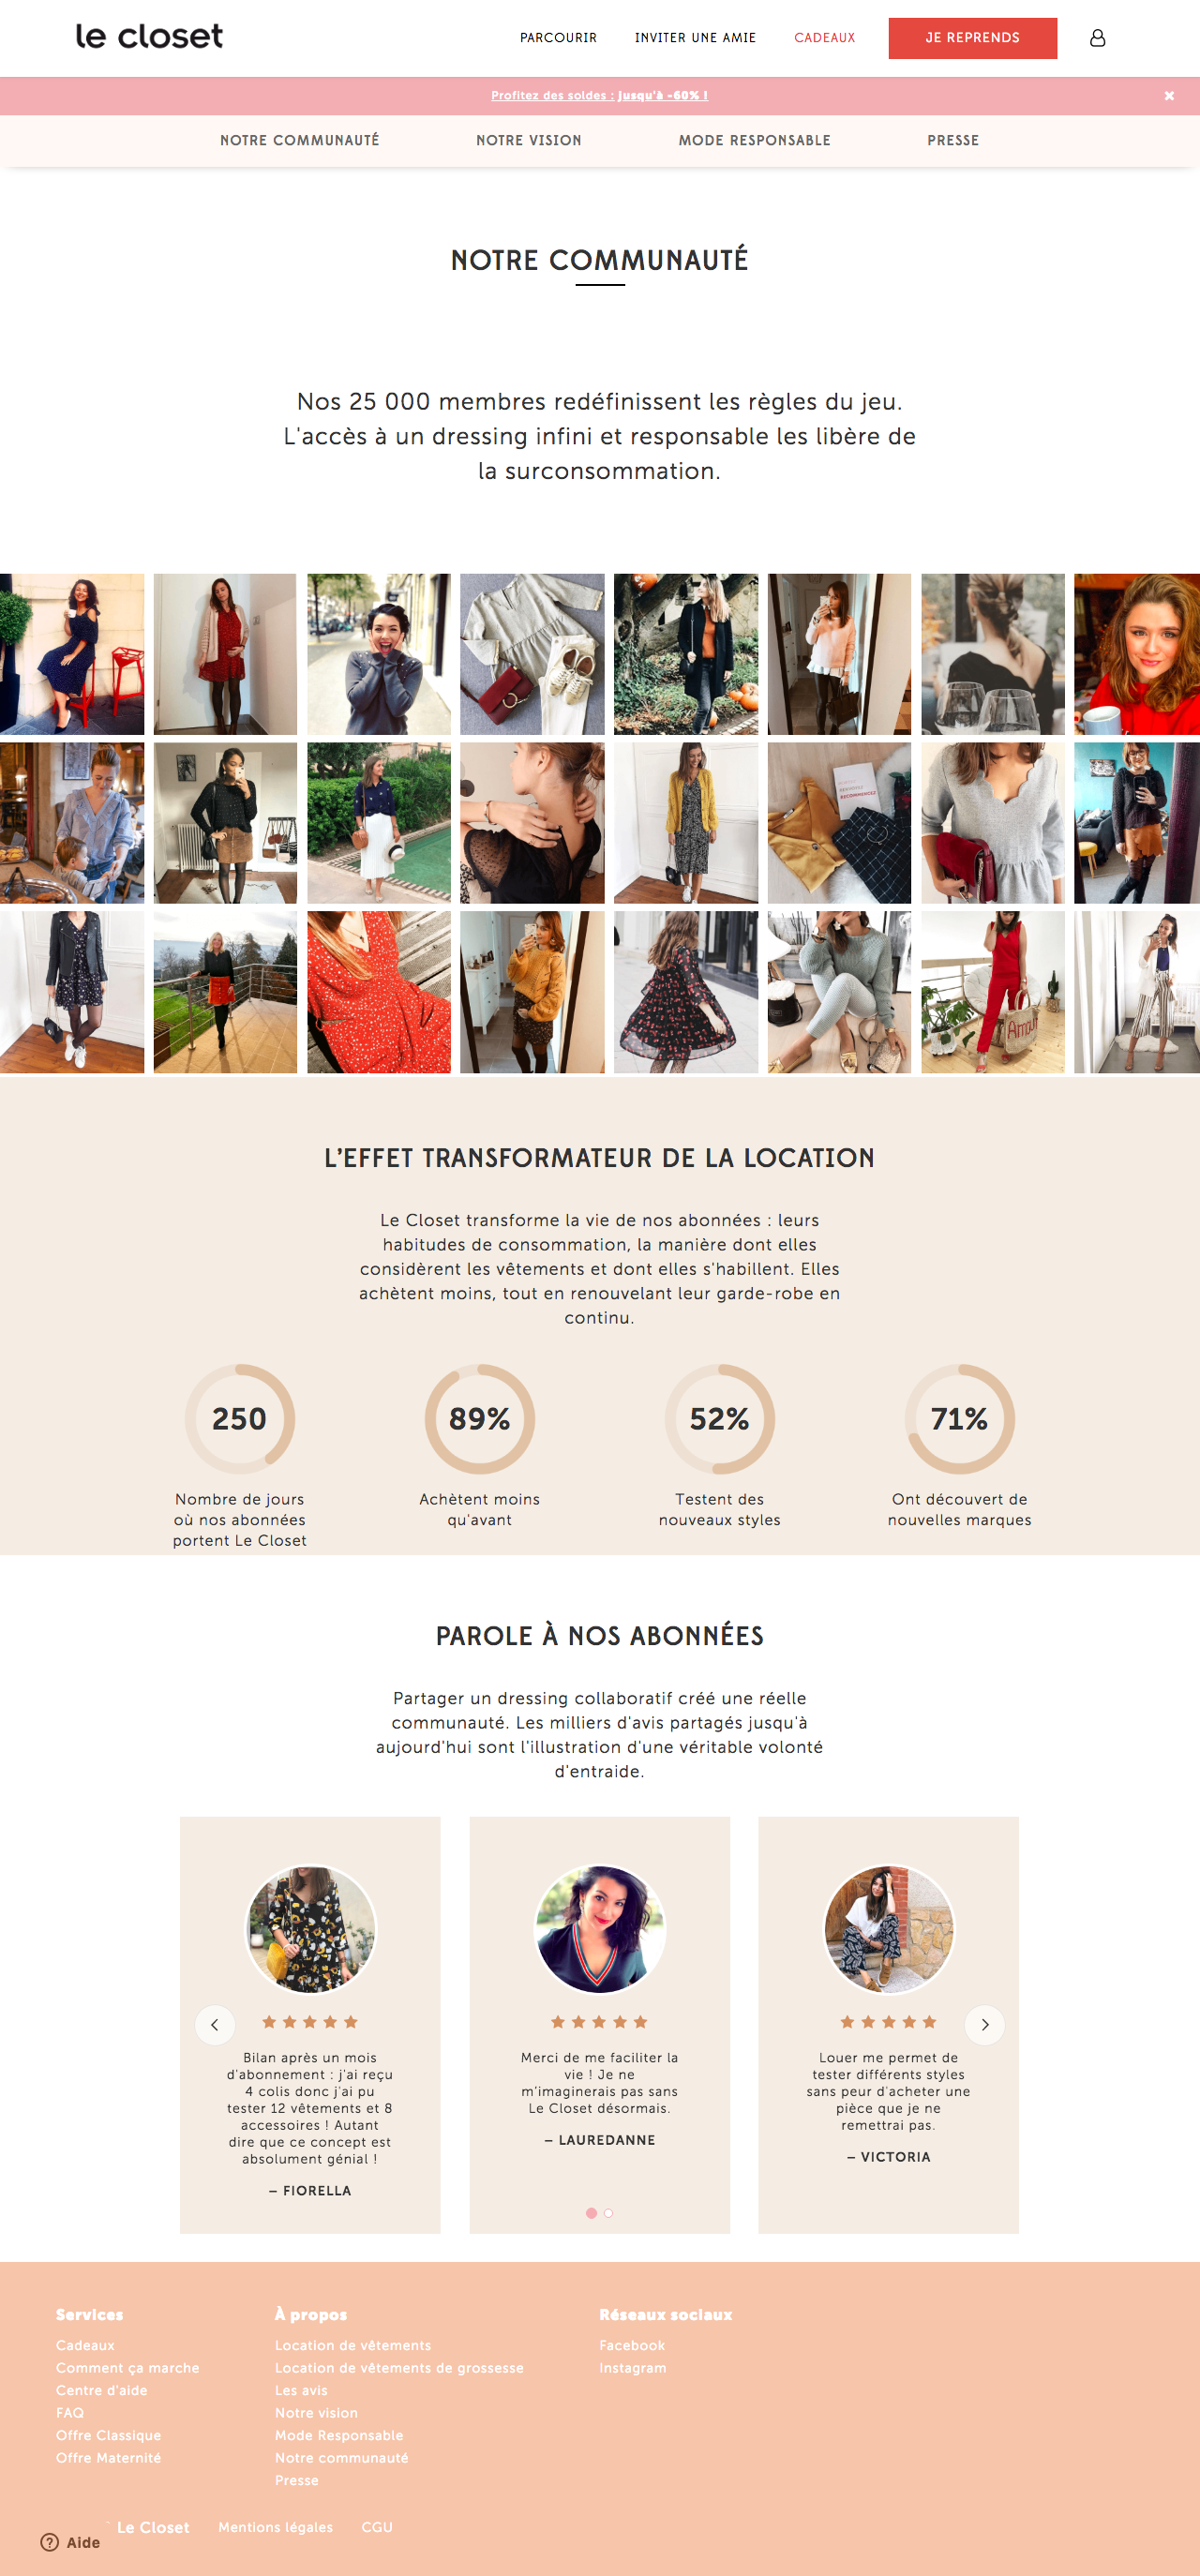 le closet
PARCOURIR
INVITER UNE AMIE
CADEAUX
JE REPRENDS
Profitez des soldes : Jusqu'à -60% !
NOTRE COMMUNAUTÉ
NOTRE VISION
MODE RESPONSABLE
PRESSE
NOTRE COMMUNAUTÉ
Nos 25 000 membres redéfinissent les règles du jeu.
L'accès à un dressing infini et responsable les libère de
la surconsommation.
Amour
L'EFFET TRANSFORMATEUR DE LA LOCATION
Le Closet transforme la vie de nos abonnées : leurs
habitudes de consommation, la manière dont elles
considèrent les vêtements et dont elles s'habillent. Elles
achètent moins, tout en renouvelant leur garde-robe en
continu.
250
Nombre de jours
où nos abonnées
portent Le Closet
89%
Achètent moins
qu'avant
52%
Testent des
nouveaux styles
71%
Ont découvert de
nouvelles marques
PAROLE À NOS ABONNÉES
Partager un dressing collaboratif créé une réelle
communauté. Les milliers d'avis partagés jusqu'à
aujourd'hui sont l'illustration d'une véritable volonté
d'entraide.
Bilan après un mois
d'abonnement : j'ai reçu
4 colis donc j'ai pu
tester 12 vêtements et 8
accessoires ! Autant
dire que ce concept est
absolument génial !
– FIORELLA
Merci de me faciliter la
vie ! Je ne
m'imaginerais pas sans
Le Closet désormais.
– LAUREDANNE
Louer me permet de
tester différents styles
sans peur d'acheter une
pièce que je ne
remettrai pas.
– VICTORIA
Services
Cadeaux
Comment ça marche
Centre d'aide
FAQ
Offre Classique
Offre Maternité
À propos
Location de vêtements
Location de vêtements de grossesse
Les avis
Notre vision
Mode Responsable
Notre communauté
Presse
Réseaux sociaux
Facebook
Instagram
Le Closet
Mentions légales
CGU
Aide